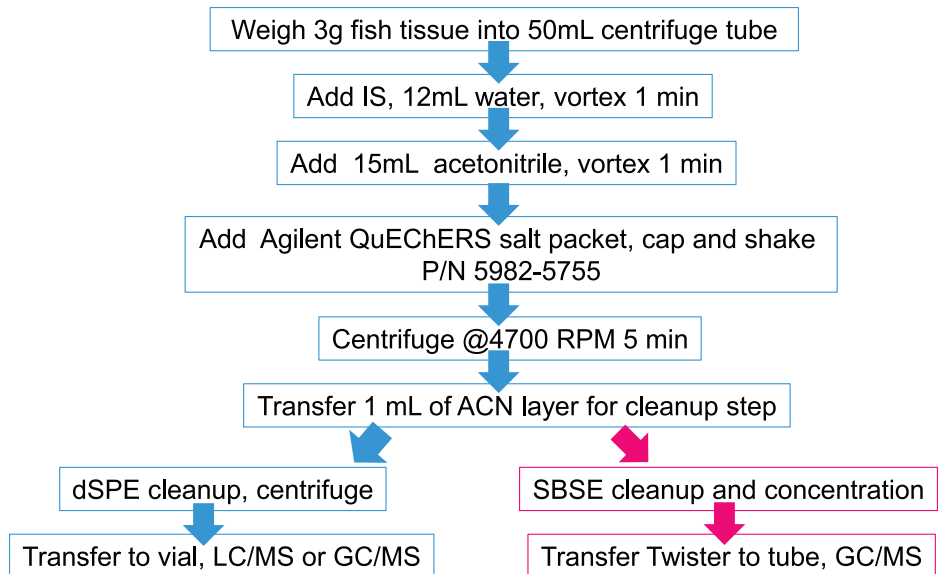 Weigh 3g fish tissue into 50mL centrifuge tube
Add IS, 12mL water, vortex 1 min
Add 15mL acetonitrile, vortex 1 min
Add Agilent QuEChERS salt packet, cap and shake
P/N 5982-5755
Centrifuge @4700 RPM 5 min
Transfer 1 mL of ACN layer for cleanup step
dSPE cleanup, centrifuge
SBSE cleanup and concentration
Transfer to vial, LC/MS or GC/MS
Transfer Twister to tube, GC/MS